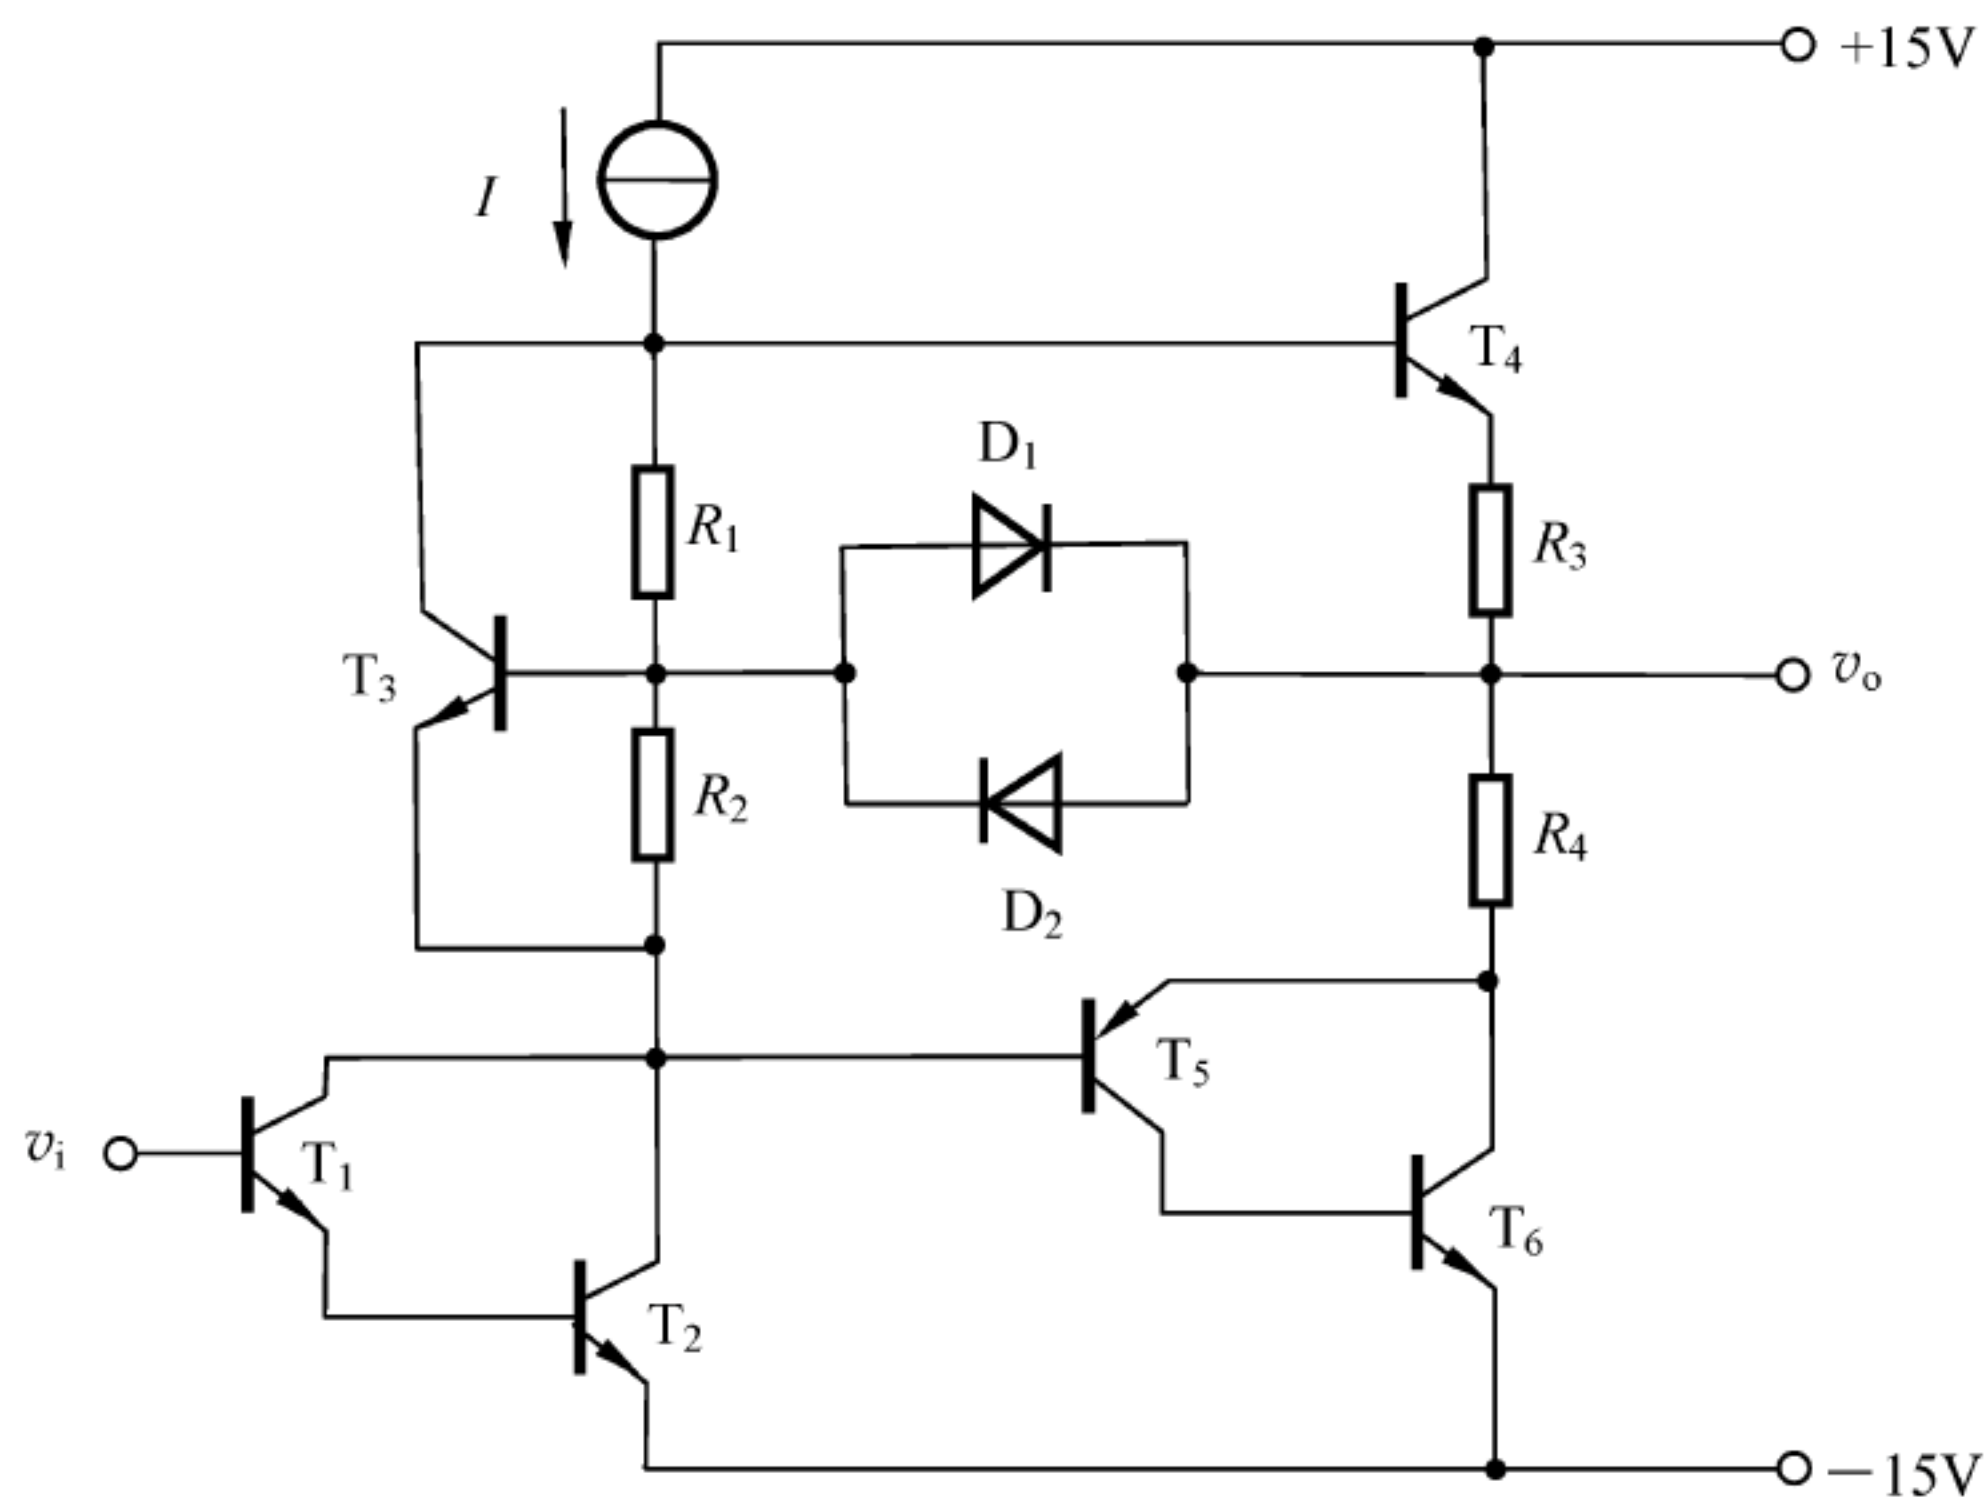 +15V
I
T₄
D₁
R₁
R₃
T₃
vₒ
R₂
R₄
D₂
T₅
vᵢ
T₁
T₆
T₂
−15V